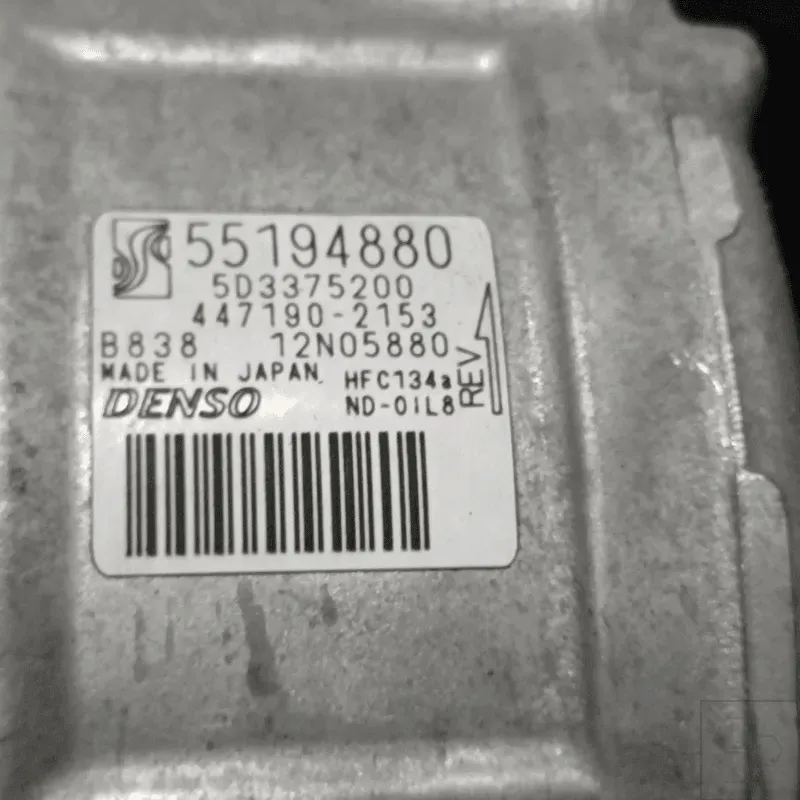 55194880
5D3375200
447190-2153
B838 12N05880
MADE IN JAPAN HFC134a
DENSO ND-OIL8
REV